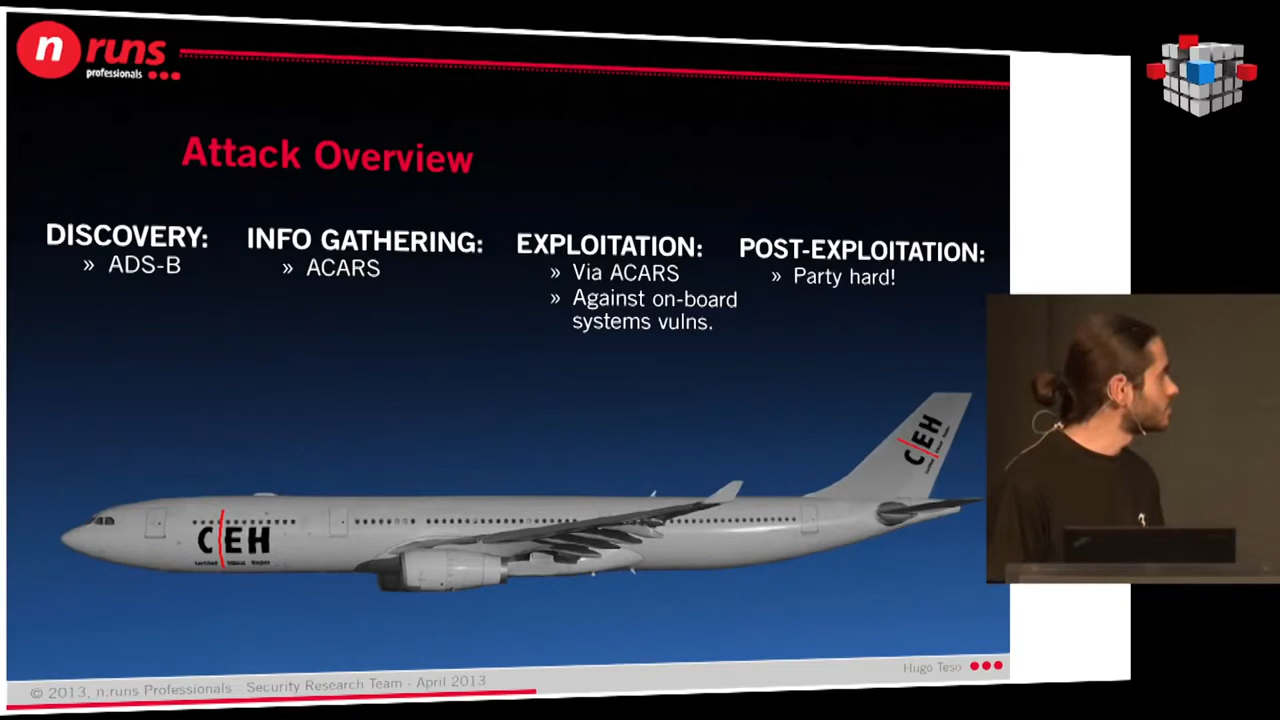 n runs
professionals
Attack Overview
DISCOVERY:
» ADS-B
INFO GATHERING:
» ACARS
EXPLOITATION:
» Via ACARS
» Against on-board
systems vulns.
POST-EXPLOITATION:
» Party hard!
CEH
CEH
© 2013, n.runs Professionals - Security Research Team - April 2013
Hugo Teso